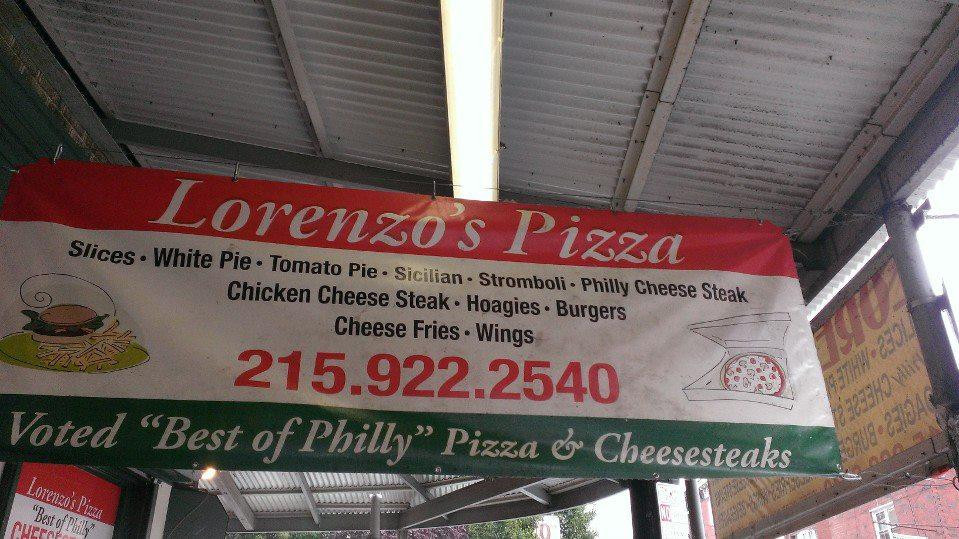 Lorenzo's Pizza
Slices · White Pie · Tomato Pie · Sicilian · Stromboli · Philly Cheese Steak
Chicken Cheese Steak · Hoagies · Burgers
Cheese Fries · Wings
215.922.2540
Voted "Best of Philly" Pizza & Cheesesteaks
Lorenzo's Pizza
"Best of Philly"